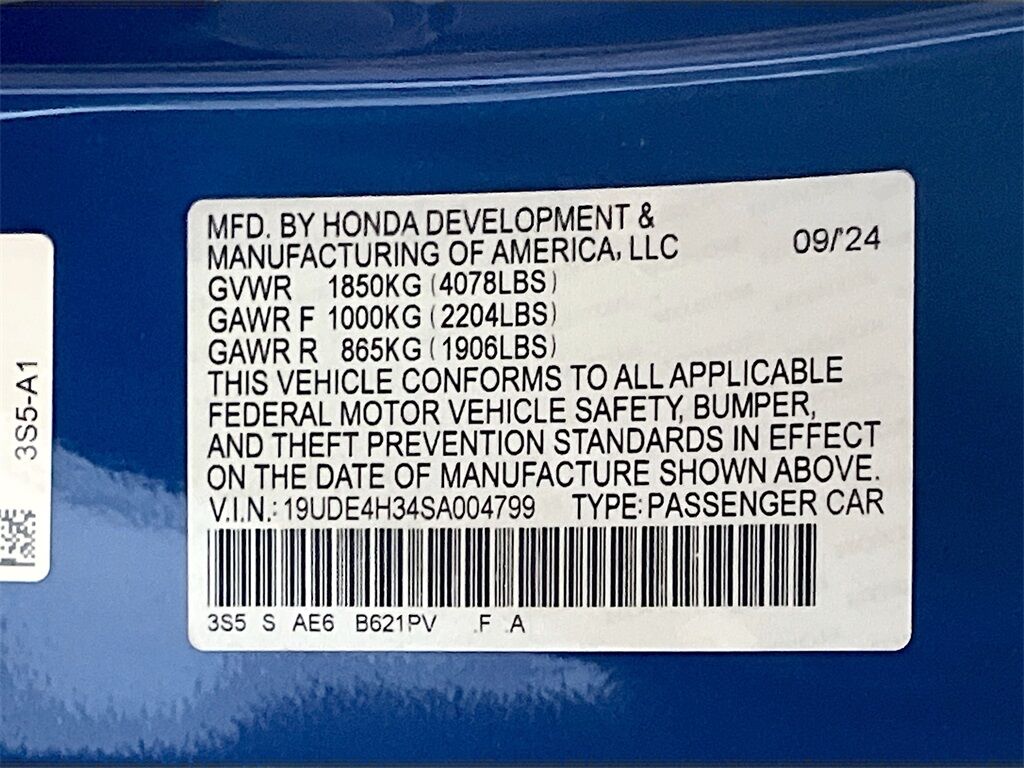 MFD. BY HONDA DEVELOPMENT &
MANUFACTURING OF AMERICA, LLC 09/'24
GVWR 1850KG (4078LBS)
GAWR F 1000KG (2204LBS)
GAWR R 865KG (1906LBS)
THIS VEHICLE CONFORMS TO ALL APPLICABLE
FEDERAL MOTOR VEHICLE SAFETY, BUMPER,
AND THEFT PREVENTION STANDARDS IN EFFECT
ON THE DATE OF MANUFACTURE SHOWN ABOVE.
V.I.N.: 19UDE4H34SA004799 TYPE: PASSENGER CAR
3S5 S AE6 B621PV .F .A
3S5-A1